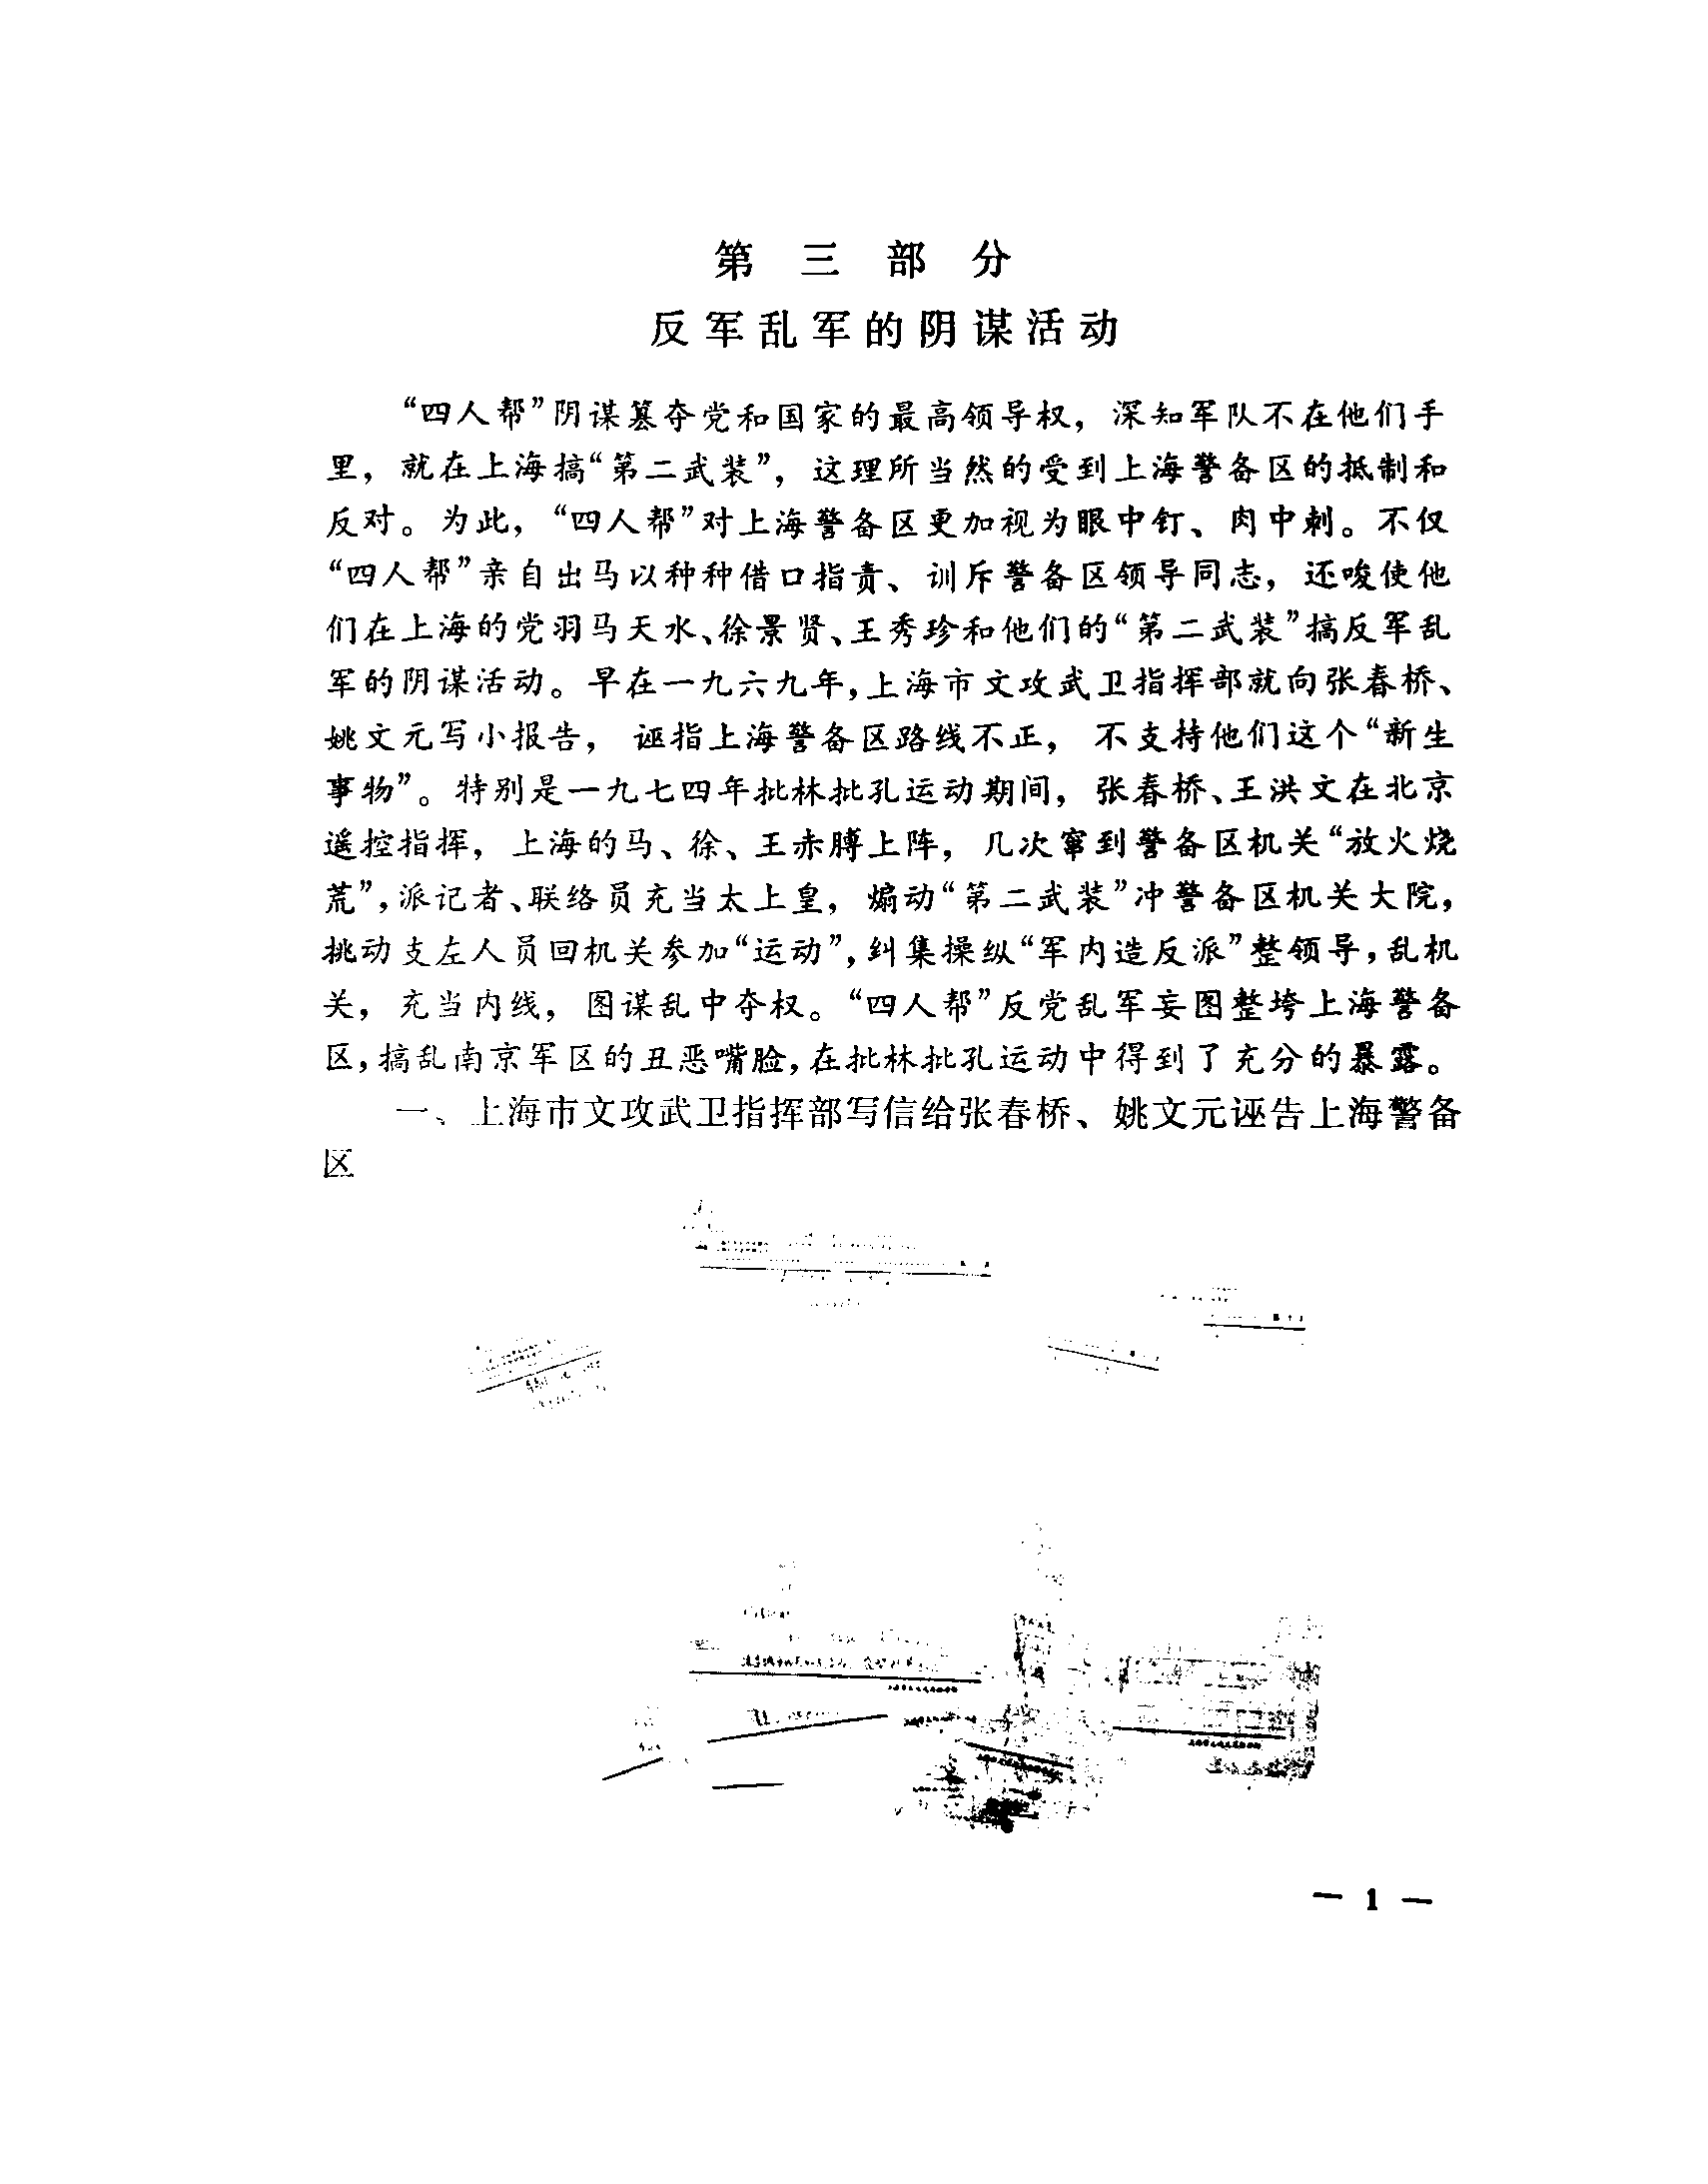 第三部分
反军乱军的阴谋活动
“四人帮”阴谋篡夺党和国家的最高领导权，深知军队不在他们手
里，就在上海搞“第二武装”，这理所当然的受到上海警备区的抵制和
反对。为此，“四人帮”对上海警备区更加视为眼中钉、肉中刺。不仅
“四人帮”亲自出马以种种借口指责、训斥警备区领导同志，还唆使他
们在上海的党羽马天水、徐景贤、王秀珍和他们的“第二武装”搞反军乱
军的阴谋活动。早在一九六九年，上海市文攻武卫指挥部就向张春桥、
姚文元写小报告，诬指上海警备区路线不正，不支持他们这个“新生
事物”。特别是一九七四年批林批孔运动期间，张春桥、王洪文在北京
遥控指挥，上海的马、徐、王赤膊上阵，几次窜到警备区机关“放火烧
荒”，派记者、联络员充当太上皇，煽动“第二武装”冲警备区机关大院，
挑动支左人员回机关参加“运动”，纠集操纵“军内造反派”整领导，乱机
关，充当内线，图谋乱中夺权。“四人帮”反党乱军妄图整垮上海警备
区，搞乱南京军区的丑恶嘴脸，在批林批孔运动中得到了充分的暴露。
一、上海市文攻武卫指挥部写信给张春桥、姚文元诬告上海警备
区
— 1 —